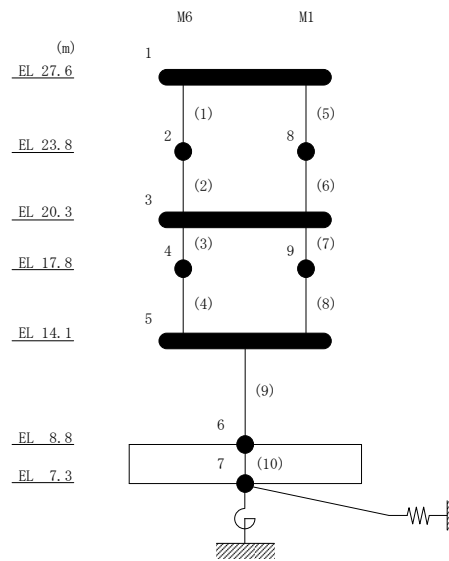 M6 M1
(m)
1
EL 27.6
(1) (5)
2 8
EL 23.8
(2) (6)
3
EL 20.3
(3) (7)
4 9
EL 17.8
(4) (8)
5
EL 14.1
(9)
6
EL 8.8
7 (10)
EL 7.3